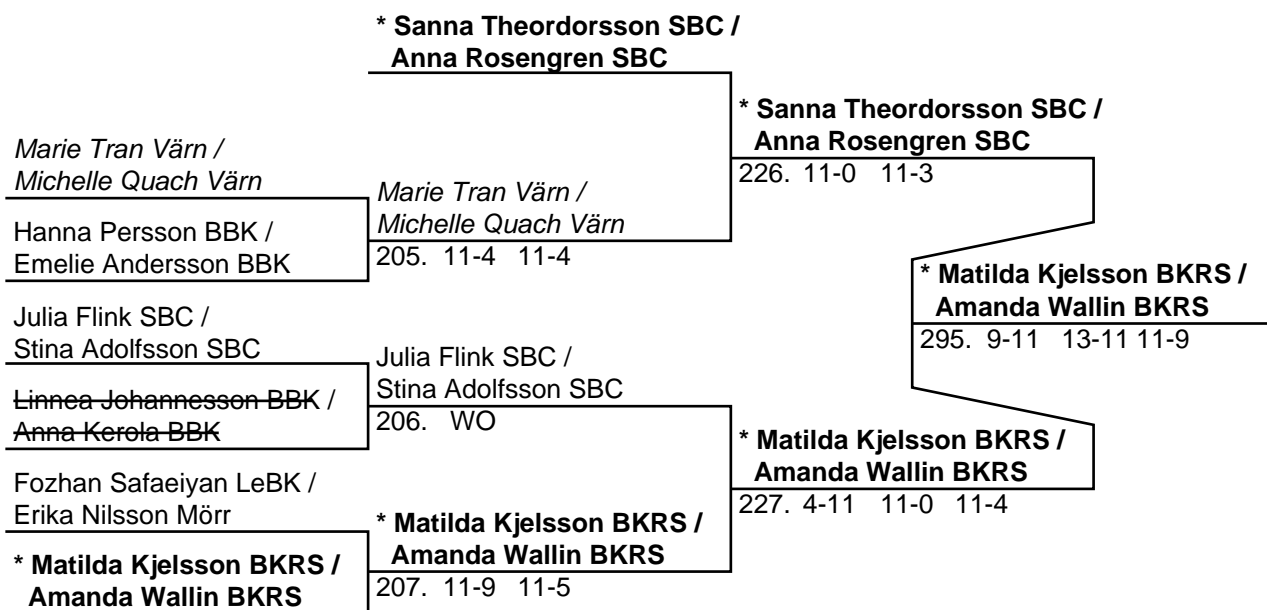 * Sanna Theordorsson SBC /
Anna Rosengren SBC
* Sanna Theordorsson SBC /
Anna Rosengren SBC
226. 11-0 11-3
Marie Tran Värn /
Michelle Quach Värn
Marie Tran Värn /
Michelle Quach Värn
205. 11-4 11-4
Hanna Persson BBK /
Emelie Andersson BBK
* Matilda Kjelsson BKRS /
Amanda Wallin BKRS
295. 9-11 13-11 11-9
Julia Flink SBC /
Stina Adolfsson SBC
Julia Flink SBC /
Stina Adolfsson SBC
206. WO
Linnea Johannesson BBK /
Anna Kerola BBK
* Matilda Kjelsson BKRS /
Amanda Wallin BKRS
227. 4-11 11-0 11-4
Fozhan Safaeiyan LeBK /
Erika Nilsson Mörr
* Matilda Kjelsson BKRS /
Amanda Wallin BKRS
207. 11-9 11-5
* Matilda Kjelsson BKRS /
Amanda Wallin BKRS